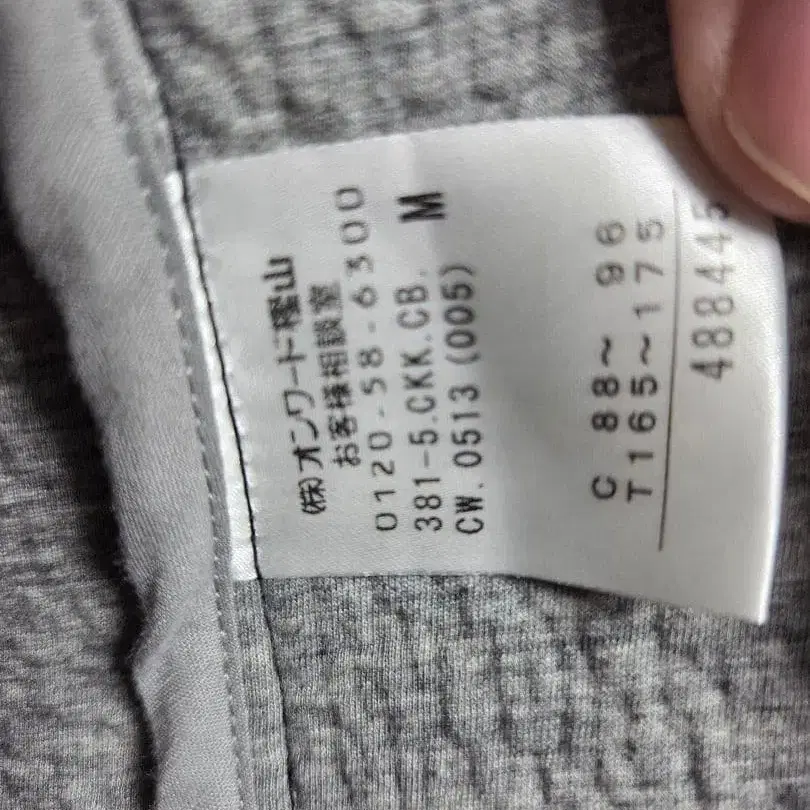 (株)オンワード樫山
お客様相談室
0120-58-6300
381-5.CKK.CB. M
CW.0513 (005)
C 88~ 96
T165~175
488445